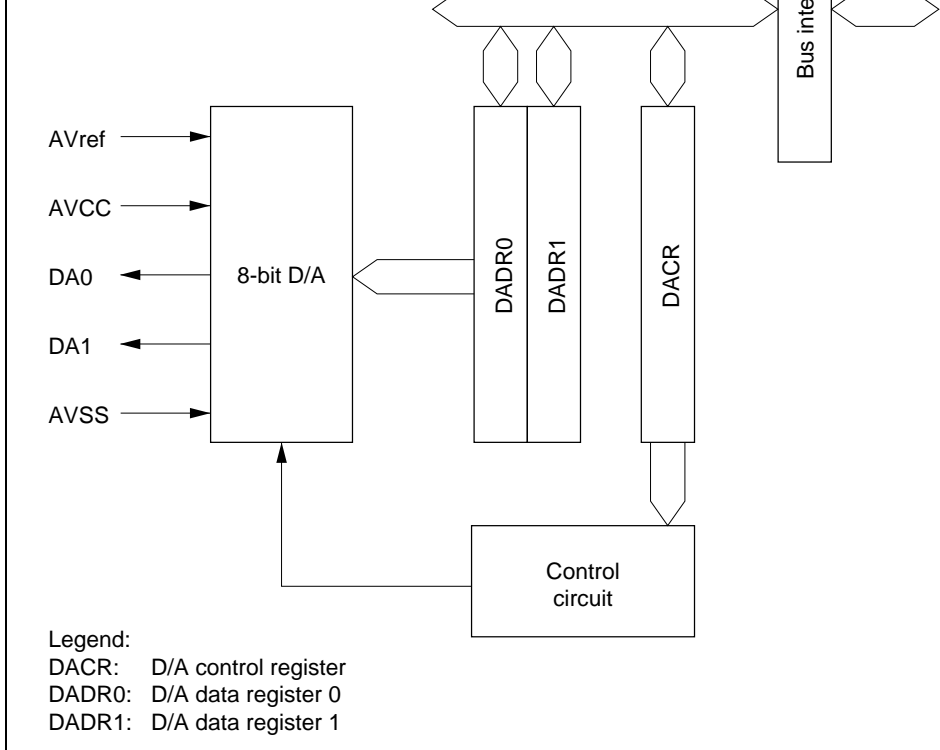 Bus inte
AVref
AVCC
DA0
DA1
AVSS
8-bit D/A
DADR0
DADR1
DACR
Control
circuit
Legend:
DACR: D/A control register
DADR0: D/A data register 0
DADR1: D/A data register 1